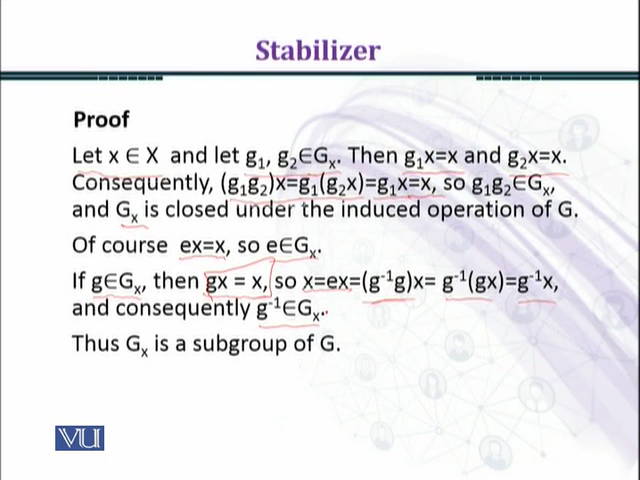 Stabilizer
Proof
Let x ∈ X and let g₁, g₂∈Gₓ. Then g₁x=x and g₂x=x.
Consequently, (g₁g₂)x=g₁(g₂x)=g₁x=x, so g₁g₂∈Gₓ,
and Gₓ is closed under the induced operation of G.
Of course ex=x, so e∈Gₓ.
If g∈Gₓ, then gx = x, so x=ex=(g⁻¹g)x= g⁻¹(gx)=g⁻¹x,
and consequently g⁻¹∈Gₓ.
Thus Gₓ is a subgroup of G.
VU